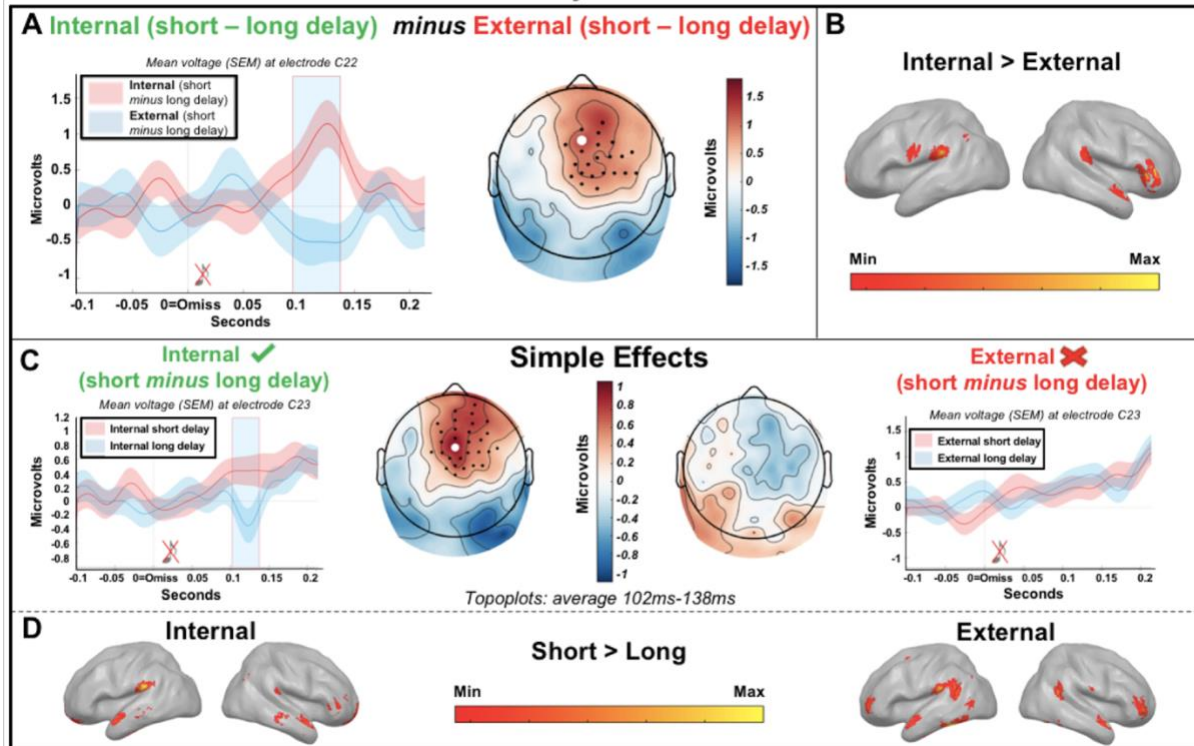 A Internal (short – long delay) minus External (short – long delay)
Mean voltage (SEM) at electrode C22
Internal (short
minus long delay)
External (short
minus long delay)
Microvolts
1.5
1
0.5
0
-0.5
-1
-0.1 -0.05 0=Omiss 0.05 0.1 0.15 0.2
Seconds
Microvolts
1.5
1
0.5
0
-0.5
-1
-1.5
B
Internal > External
Min Max
C
Internal
(short minus long delay)
Mean voltage (SEM) at electrode C23
Internal short delay
Internal long delay
Microvolts
1.2
1
0.8
0.6
0.4
0.2
0
-0.2
-0.4
-0.6
-0.8
-0.1 -0.05 0=Omiss 0.05 0.1 0.15 0.2
Seconds
Simple Effects
Microvolts
1
0.8
0.6
0.4
0.2
0
-0.2
-0.4
-0.6
-0.8
-1
Topoplots: average 102ms-138ms
External
(short minus long delay)
Mean voltage (SEM) at electrode C23
External short delay
External long delay
Microvolts
1.5
1
0.5
0
-0.5
-1
-0.1 -0.05 0=Omiss 0.05 0.1 0.15 0.2
Seconds
D
Internal
Short > Long
Min Max
External